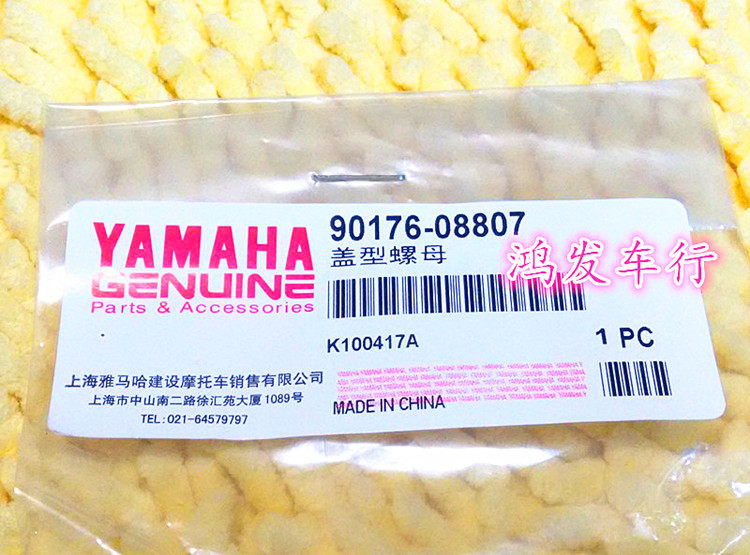 YAMAHA
GENUINE
Parts & Accessories
上海雅马哈建设摩托车销售有限公司
上海市中山南二路徐汇苑大厦1089号
TEL:021-64579797
90176-08807
盖型螺母
鸿发车行
K100417A
1 PC
MADE IN CHINA